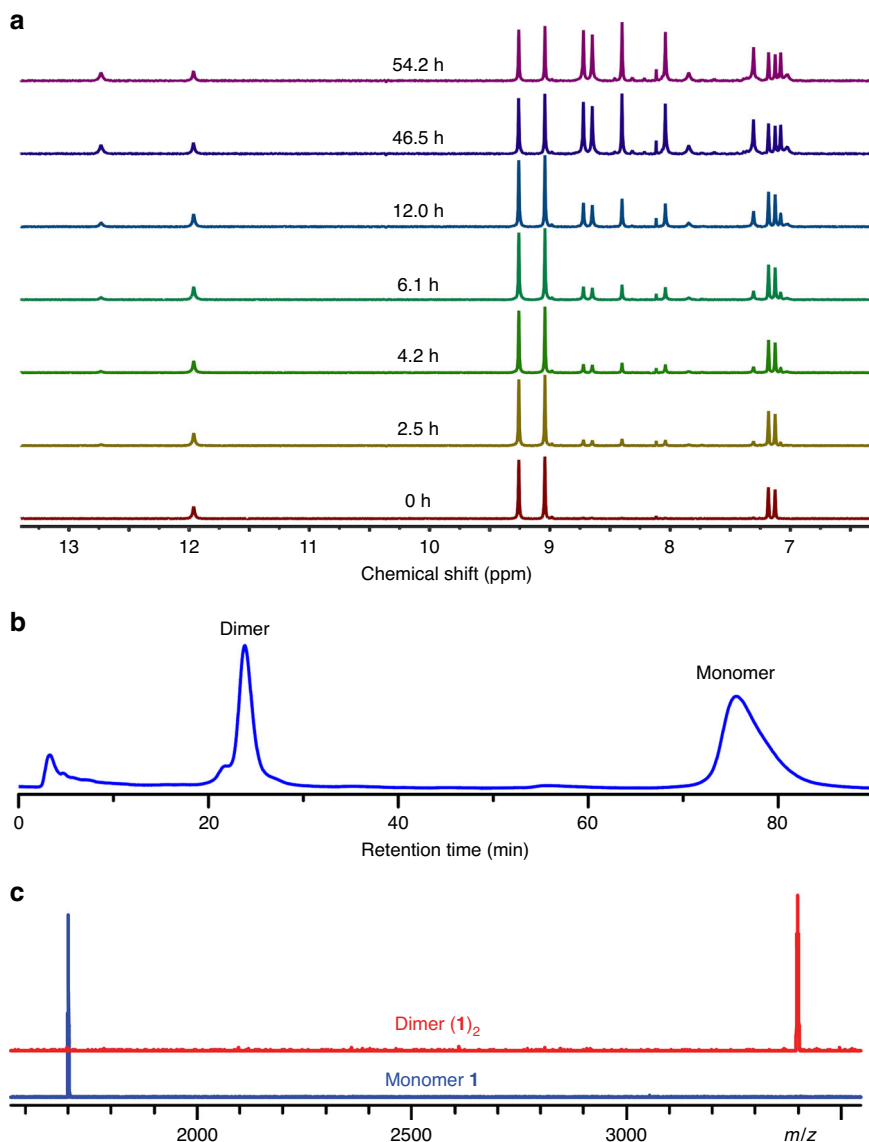 a
54.2 h
46.5 h
12.0 h
6.1 h
4.2 h
2.5 h
0 h
13 12 11 10 9 8 7
Chemical shift (ppm)
b
Dimer
Monomer
0 20 40 60 80
Retention time (min)
c
Dimer (1)₂
Monomer 1
2000 2500 3000 m/z